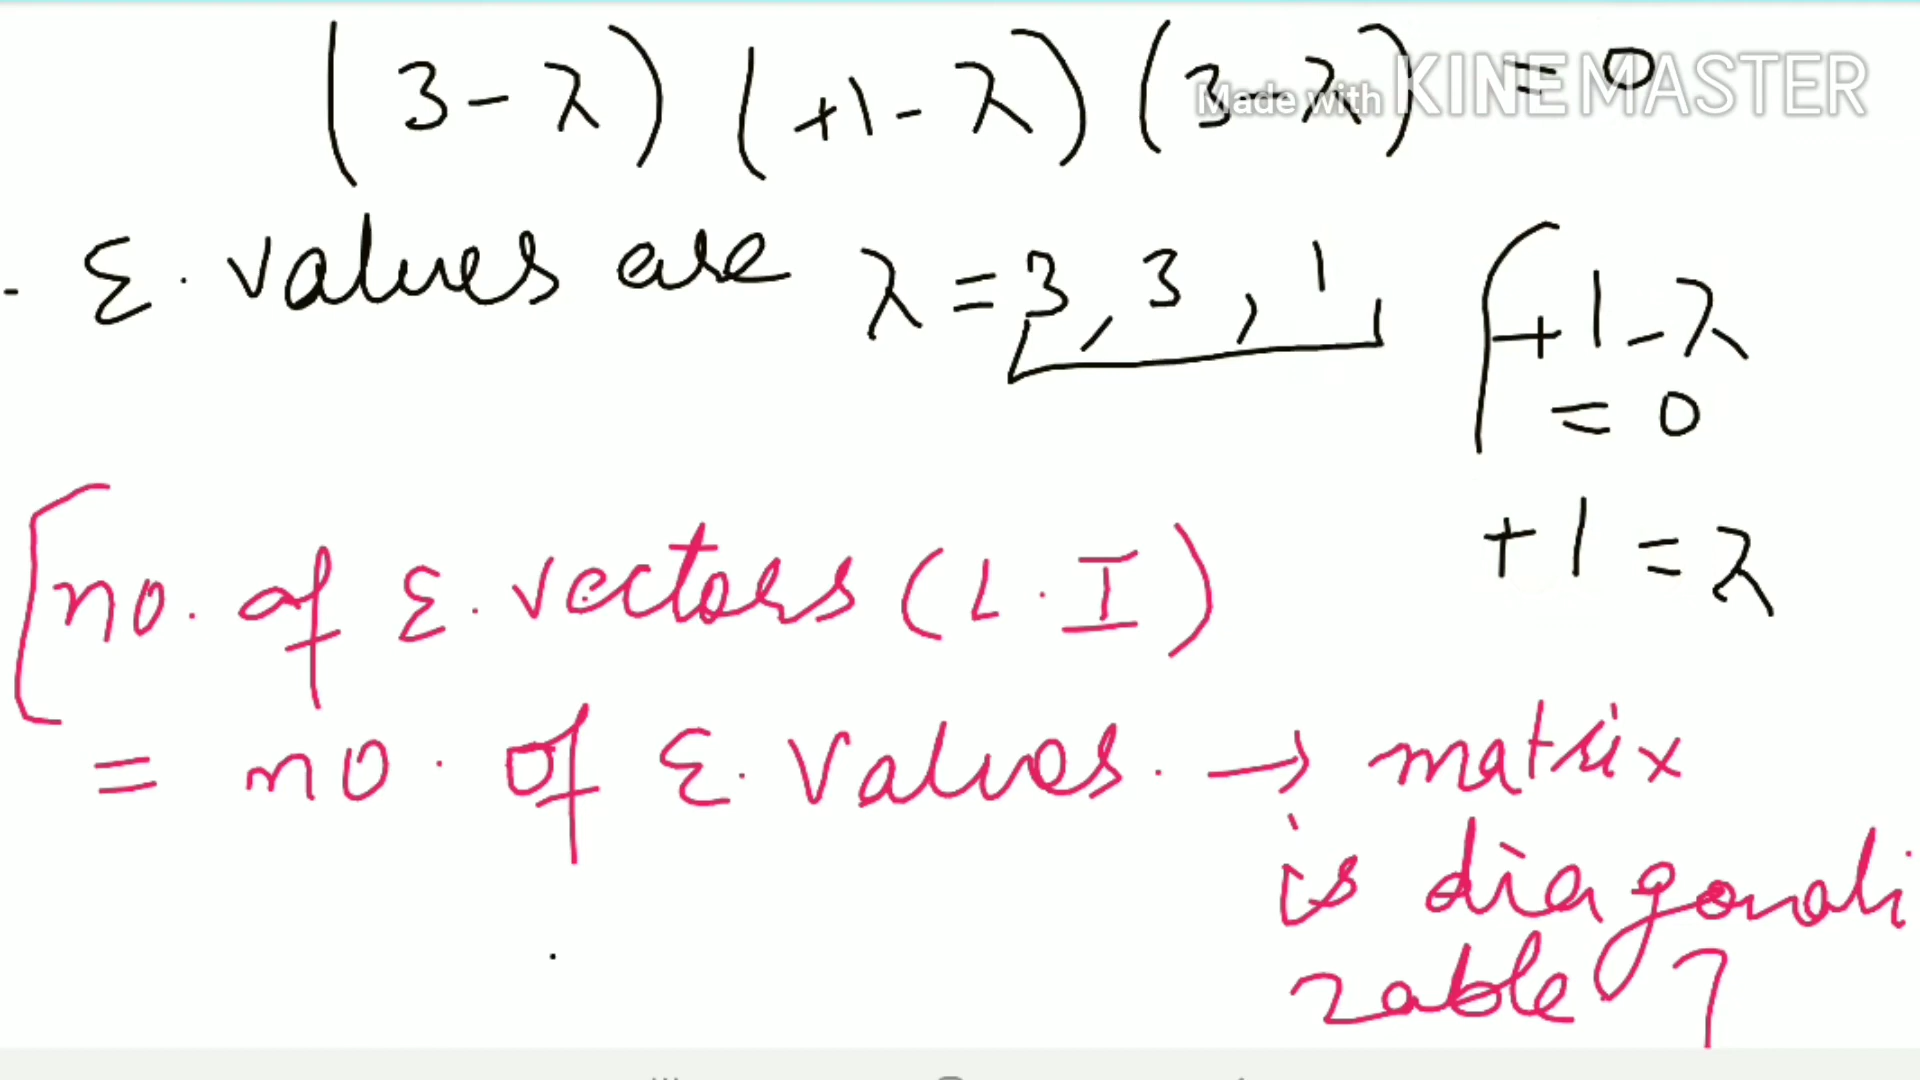 (3-λ) (+1-λ) (3-λ) = 0
Made with KINEMASTER
- Ɛ. values are λ = 3, 3, 1,
+1-λ
= 0
+1 = λ
[no. of Ɛ. vectors (L.I)
= no. of Ɛ. values. → matrix
is diagonali
zable]